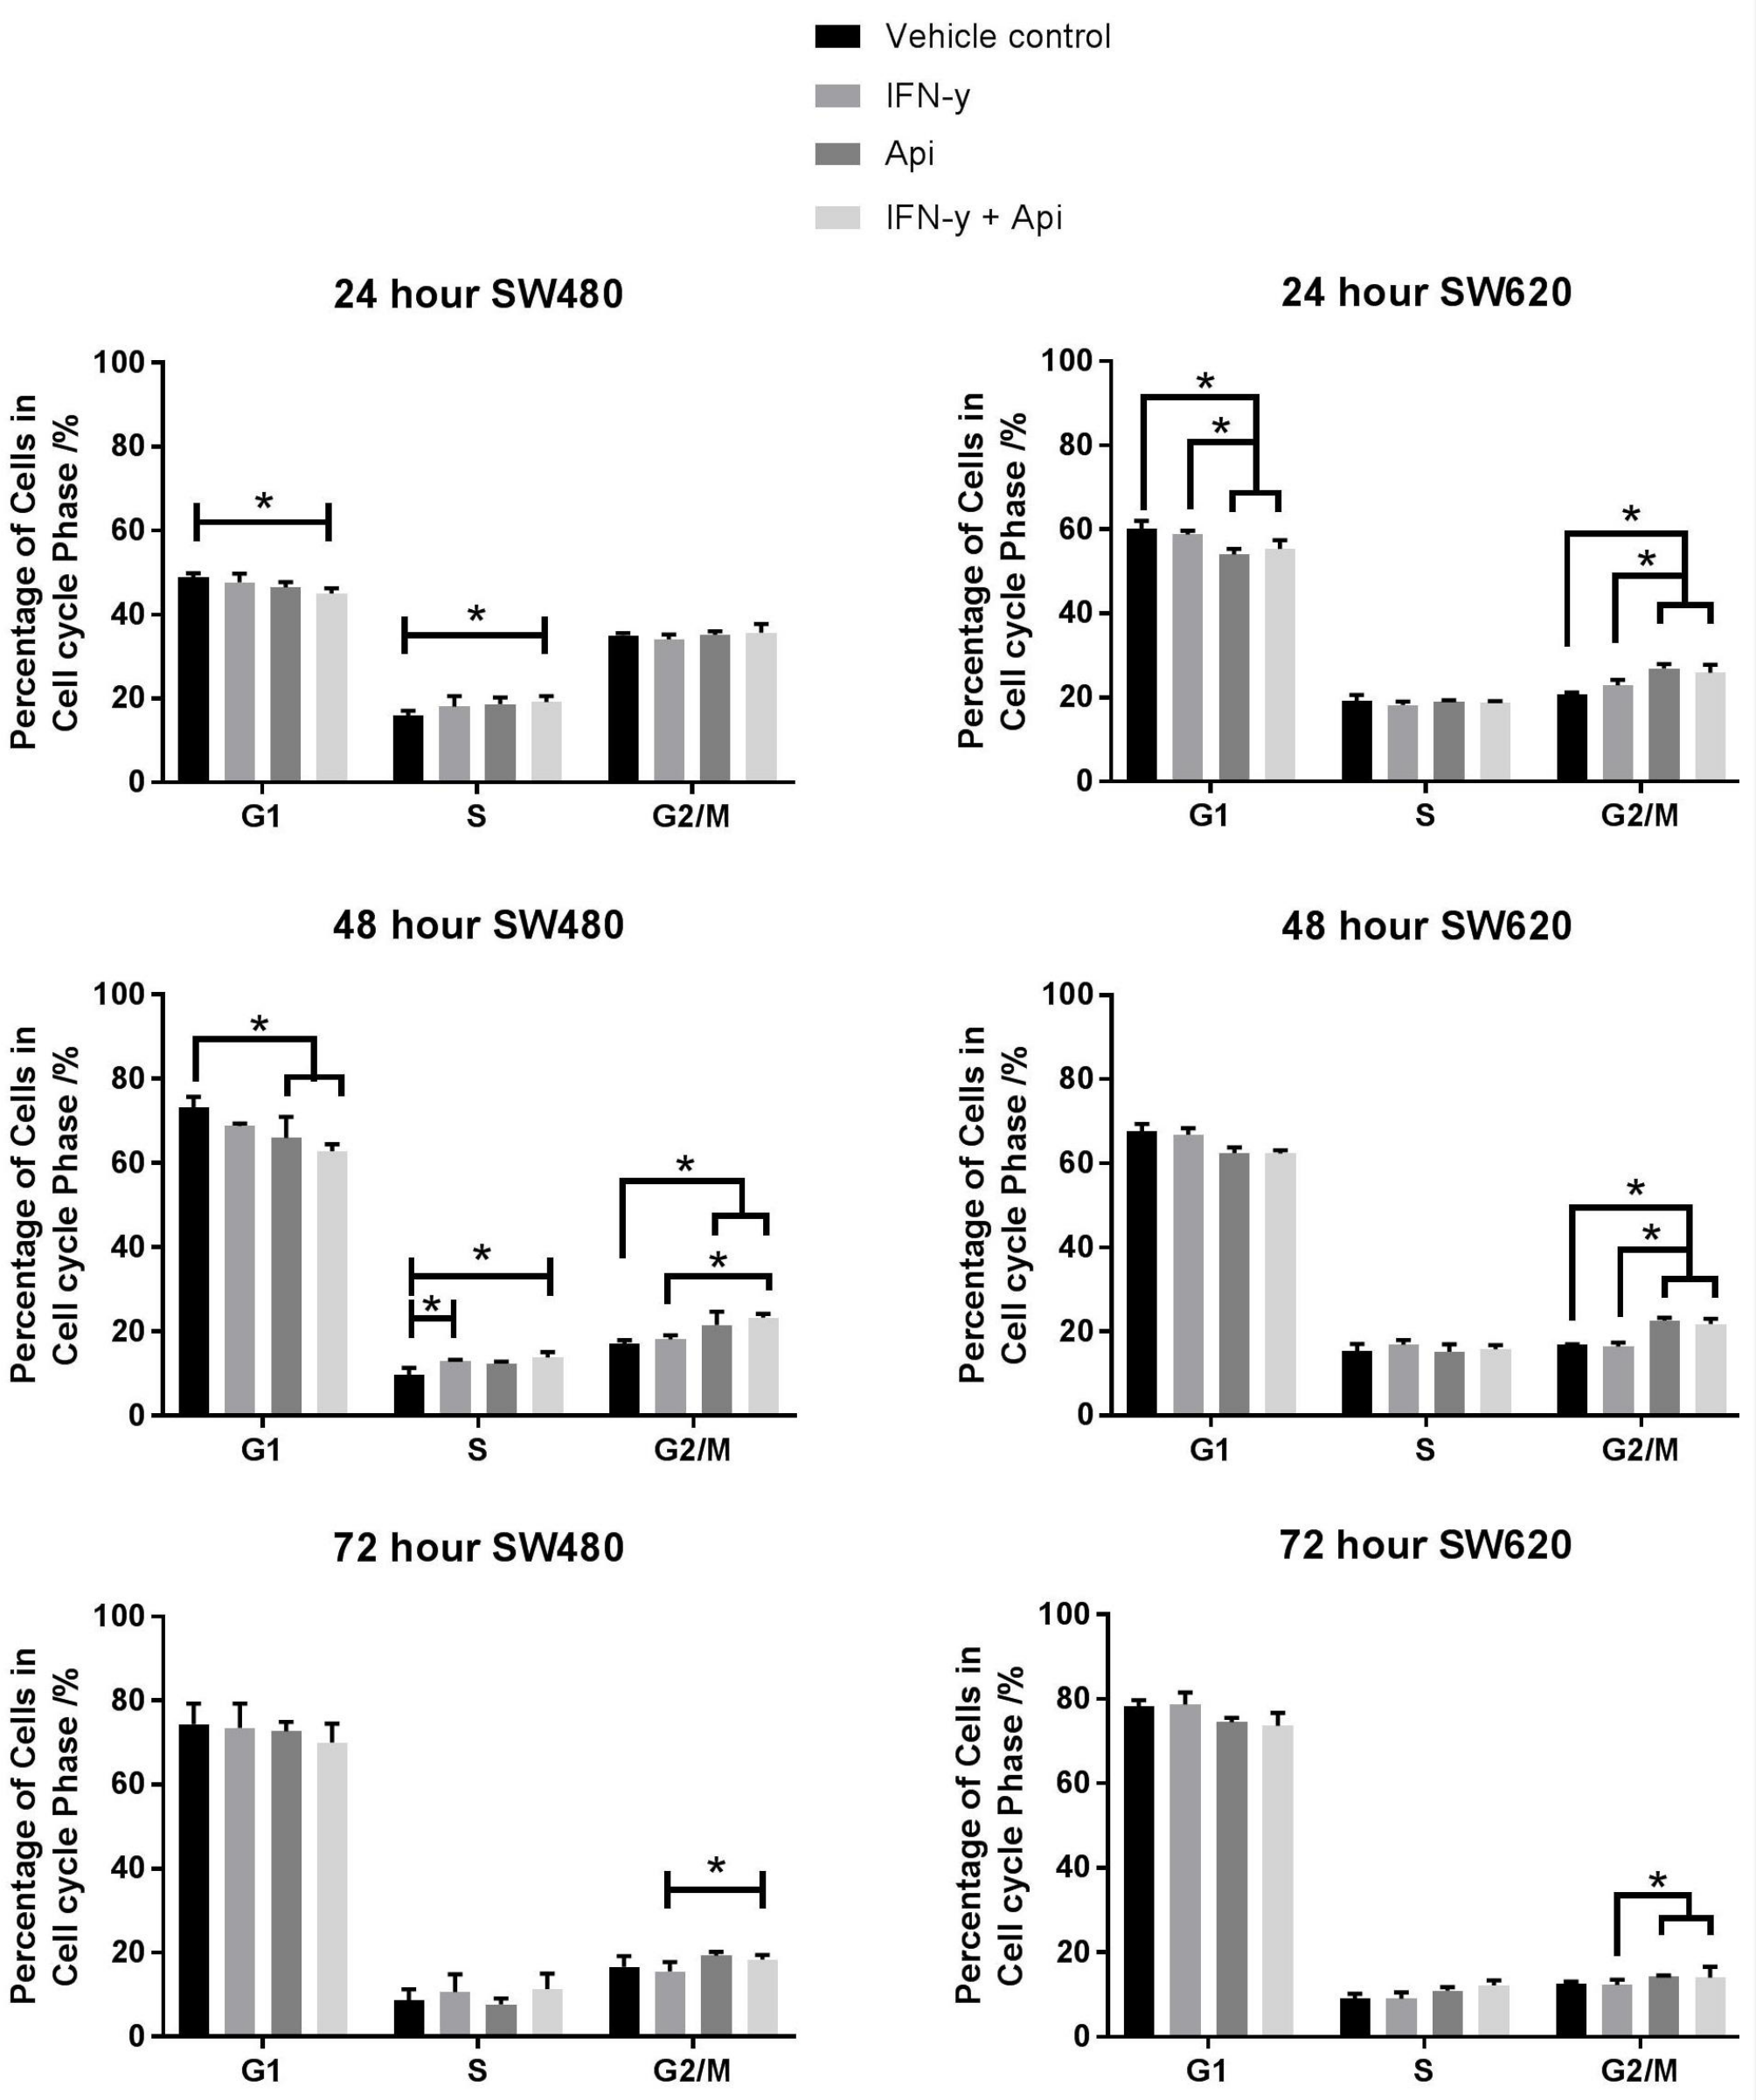 Vehicle control
IFN-y
Api
IFN-y + Api
24 hour SW480
Percentage of Cells in
Cell cycle Phase /%
100
80
60
40
20
0
*
*
G1
S
G2/M
24 hour SW620
Percentage of Cells in
Cell cycle Phase /%
100
80
60
40
20
0
*
*
*
*
G1
S
G2/M
48 hour SW480
Percentage of Cells in
Cell cycle Phase /%
100
80
60
40
20
0
*
*
*
*
*
G1
S
G2/M
48 hour SW620
Percentage of Cells in
Cell cycle Phase /%
100
80
60
40
20
0
*
*
G1
S
G2/M
72 hour SW480
Percentage of Cells in
Cell cycle Phase /%
100
80
60
40
20
0
*
G1
S
G2/M
72 hour SW620
Percentage of Cells in
Cell cycle Phase /%
100
80
60
40
20
0
*
G1
S
G2/M